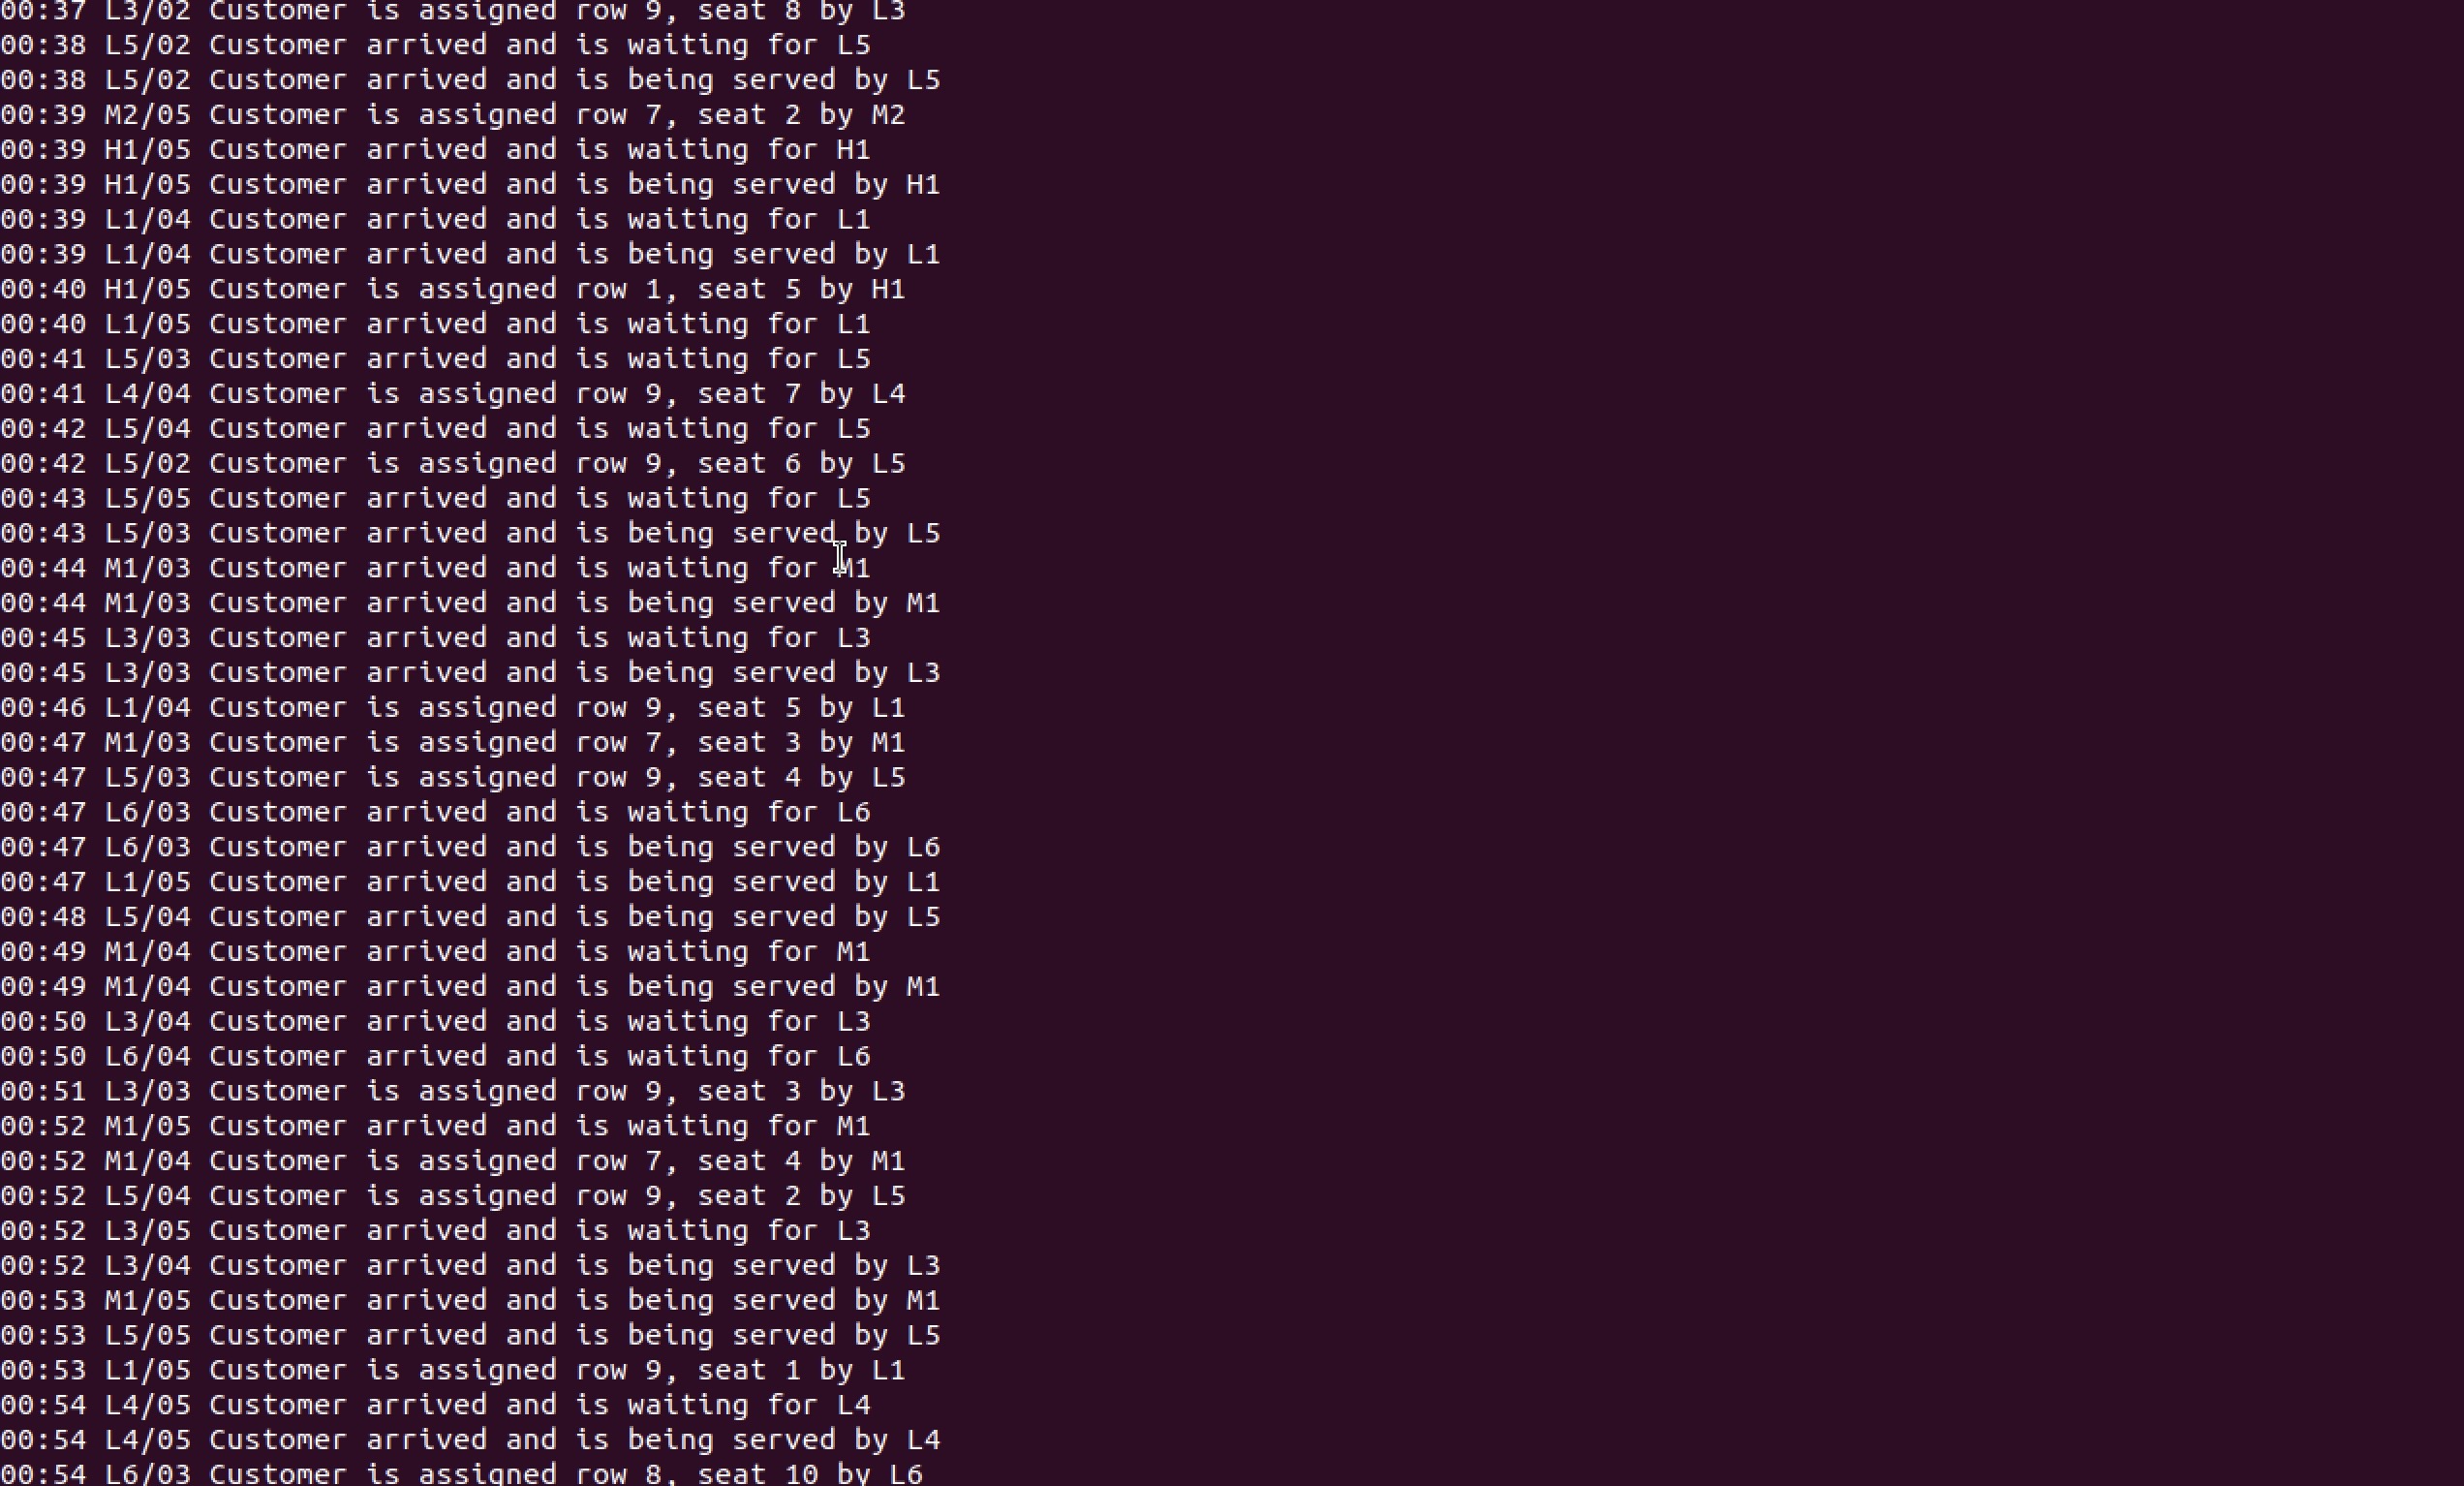 00:37 L3/02 Customer is assigned row 9, seat 8 by L3
00:38 L5/02 Customer arrived and is waiting for L5
00:38 L5/02 Customer arrived and is being served by L5
00:39 M2/05 Customer is assigned row 7, seat 2 by M2
00:39 H1/05 Customer arrived and is waiting for H1
00:39 H1/05 Customer arrived and is being served by H1
00:39 L1/04 Customer arrived and is waiting for L1
00:39 L1/04 Customer arrived and is being served by L1
00:40 H1/05 Customer is assigned row 1, seat 5 by H1
00:40 L1/05 Customer arrived and is waiting for L1
00:41 L5/03 Customer arrived and is waiting for L5
00:41 L4/04 Customer is assigned row 9, seat 7 by L4
00:42 L5/04 Customer arrived and is waiting for L5
00:42 L5/02 Customer is assigned row 9, seat 6 by L5
00:43 L5/05 Customer arrived and is waiting for L5
00:43 L5/03 Customer arrived and is being served by L5
00:44 M1/03 Customer arrived and is waiting for M1
00:44 M1/03 Customer arrived and is being served by M1
00:45 L3/03 Customer arrived and is waiting for L3
00:45 L3/03 Customer arrived and is being served by L3
00:46 L1/04 Customer is assigned row 9, seat 5 by L1
00:47 M1/03 Customer is assigned row 7, seat 3 by M1
00:47 L5/03 Customer is assigned row 9, seat 4 by L5
00:47 L6/03 Customer arrived and is waiting for L6
00:47 L6/03 Customer arrived and is being served by L6
00:47 L1/05 Customer arrived and is being served by L1
00:48 L5/04 Customer arrived and is being served by L5
00:49 M1/04 Customer arrived and is waiting for M1
00:49 M1/04 Customer arrived and is being served by M1
00:50 L3/04 Customer arrived and is waiting for L3
00:50 L6/04 Customer arrived and is waiting for L6
00:51 L3/03 Customer is assigned row 9, seat 3 by L3
00:52 M1/05 Customer arrived and is waiting for M1
00:52 M1/04 Customer is assigned row 7, seat 4 by M1
00:52 L5/04 Customer is assigned row 9, seat 2 by L5
00:52 L3/05 Customer arrived and is waiting for L3
00:52 L3/04 Customer arrived and is being served by L3
00:53 M1/05 Customer arrived and is being served by M1
00:53 L5/05 Customer arrived and is being served by L5
00:53 L1/05 Customer is assigned row 9, seat 1 by L1
00:54 L4/05 Customer arrived and is waiting for L4
00:54 L4/05 Customer arrived and is being served by L4
00:54 L6/03 Customer is assigned row 8, seat 10 by L6